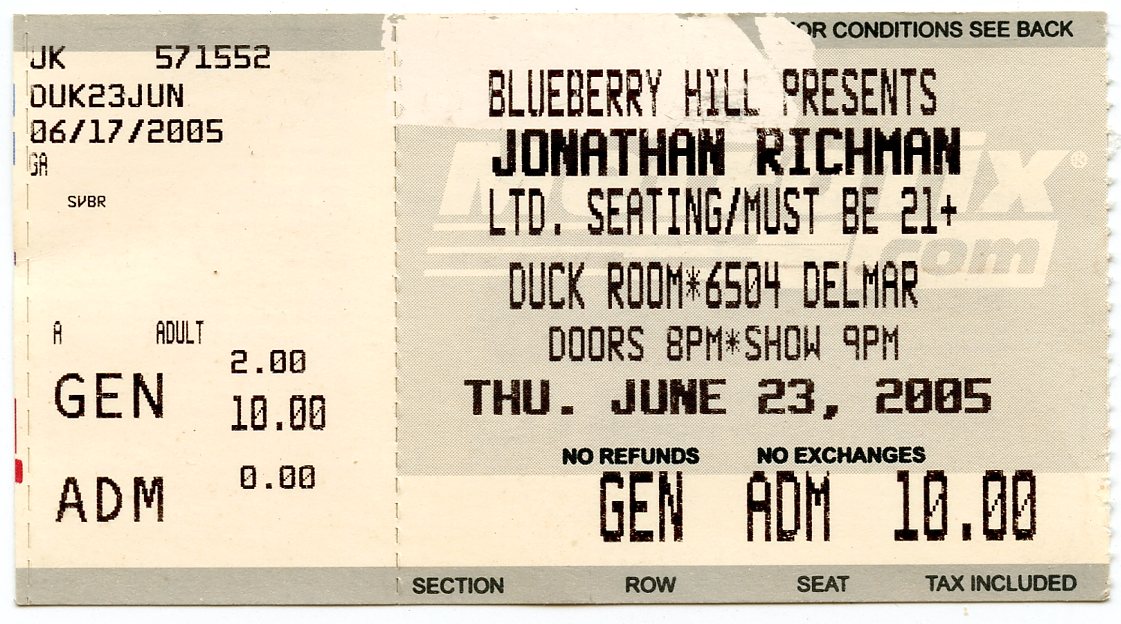 JK 571552
DUK23JUN
06/17/2005
GA
SVBR
A ADULT
2.00
GEN 10.00
ADM 0.00
OR CONDITIONS SEE BACK
BLUEBERRY HILL PRESENTS
JONATHAN RICHMAN
LTD. SEATING/MUST BE 21+
DUCK ROOM*6504 DELMAR
DOORS 8PM*SHOW 9PM
THU. JUNE 23, 2005
NO REFUNDS NO EXCHANGES
GEN ADM 10.00
SECTION ROW SEAT TAX INCLUDED
.com